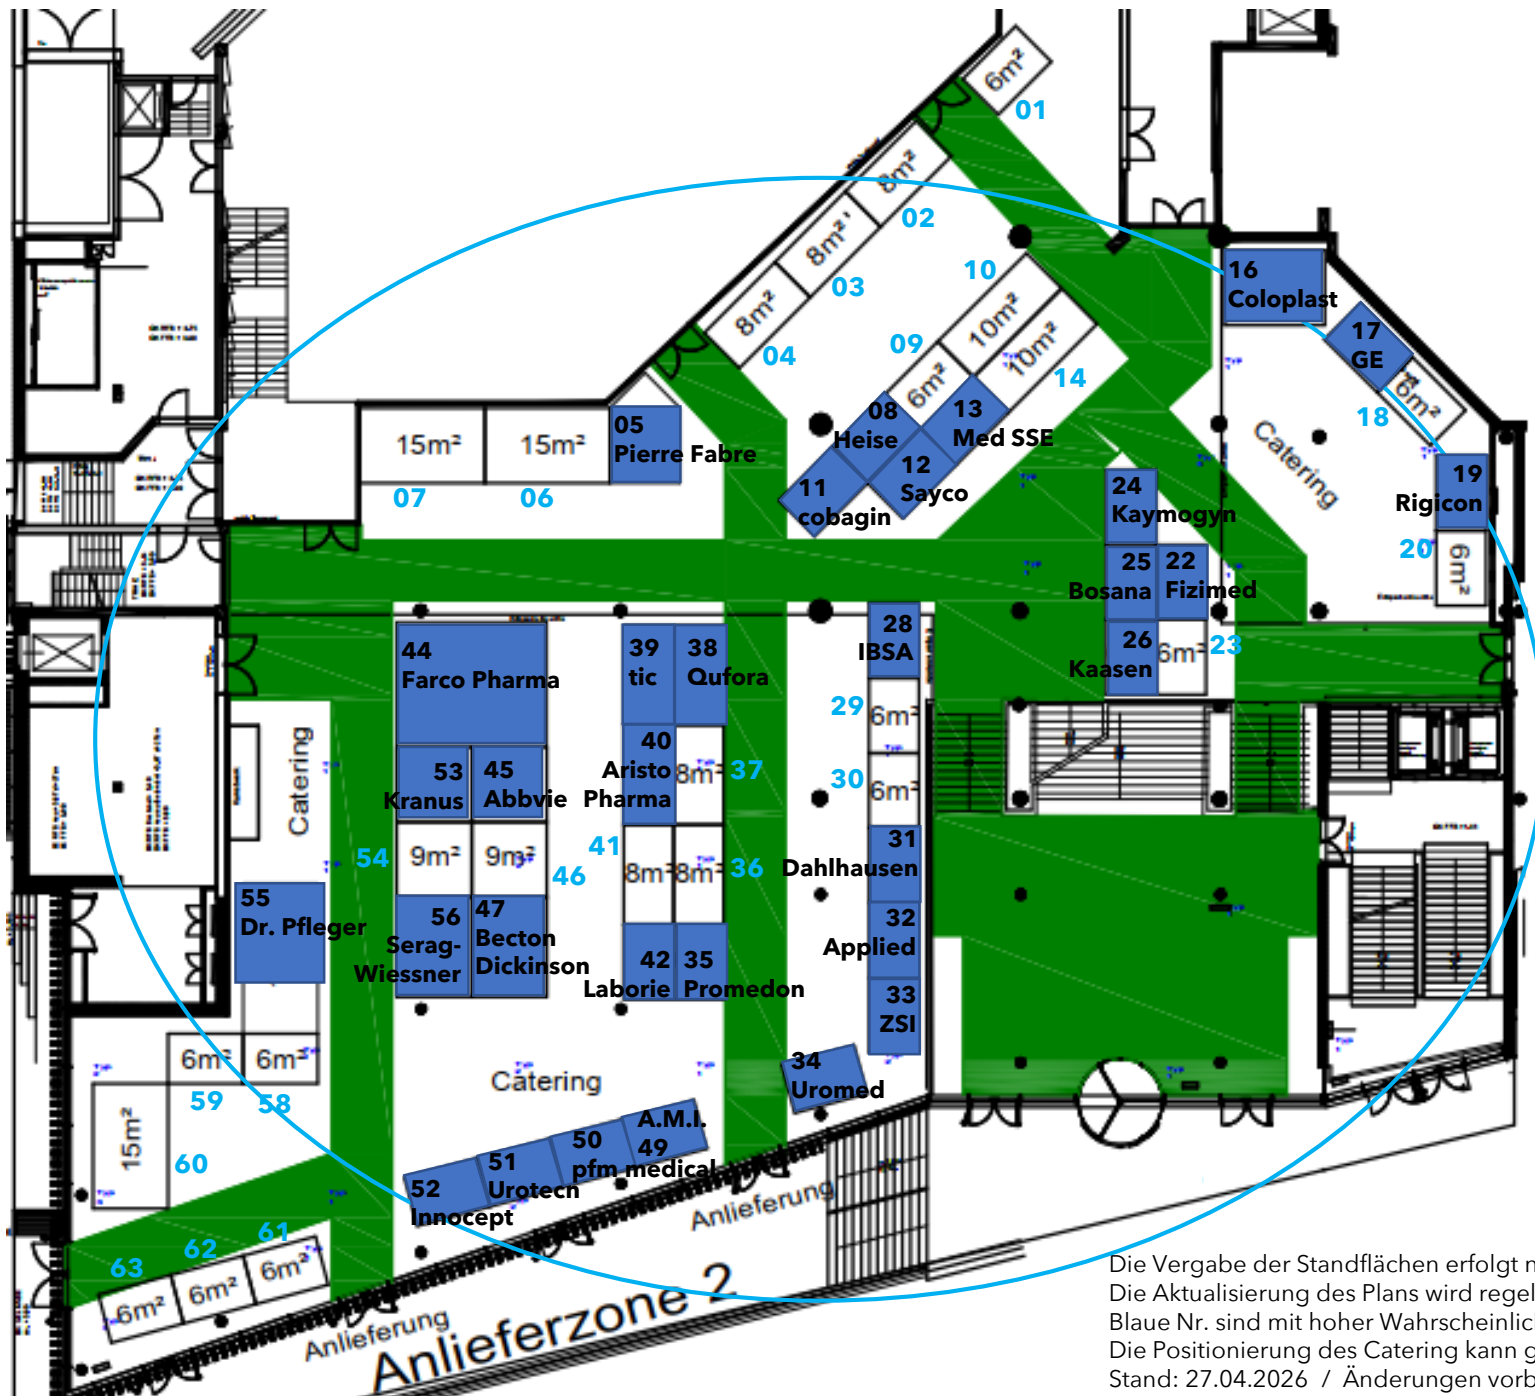 6m²
01
8m²
02
8m²
03
8m²
04
10
10m²
09
10m²
14
6m²
16
Coloplast
17
GE
6m²
18
Catering
19
Rigicon
20
6m²
15m²
07
15m²
06
05
Pierre Fabre
08
Heise
13
Med SSE
12
Sayco
11
cobagin
24
Kaymogyn
25
Bosana
22
Fizimed
26
Kaasen
6m²
23
28
IBSA
29
6m²
30
6m²
31
Dahlhausen
32
Applied
33
ZSI
34
Uromed
44
Farco Pharma
53
Kranus
45
Abbvie
54
9m²
9m²
46
56
Serag-
Wiessner
47
Becton
Dickinson
39
tic
38
Qufora
40
Aristo
Pharma
8m²
37
41
8m²
8m²
36
42
Laborie
35
Promedon
Catering
55
Dr. Pfleger
6m²
6m²
59
58
15m²
60
Catering
A.M.I.
49
50
pfm medical
51
Urotecn
52
Innocept
61
62
63
6m²
6m²
6m²
Anlieferung
Anlieferung
Anlieferzone 2
Die Vergabe der Standflächen erfolgt n
Die Aktualisierung des Plans wird regel
Blaue Nr. sind mit hoher Wahrscheinlic
Die Positionierung des Catering kann g
Stand: 27.04.2026 / Änderungen vorb